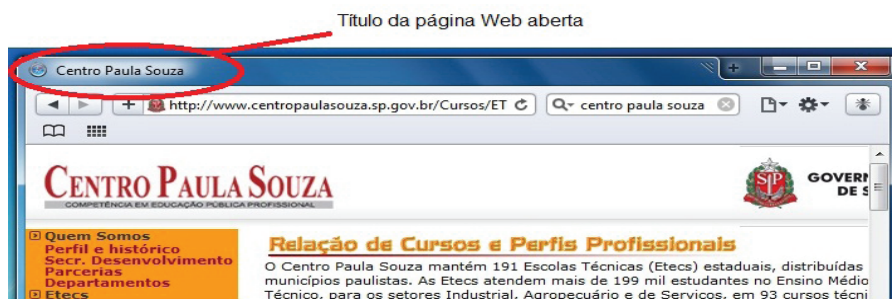 Título da página Web aberta
Centro Paula Souza
http://www.centropaulasouza.sp.gov.br/Cursos/ET
centro paula souza
CENTRO PAULA SOUZA
COMPETÊNCIA EM EDUCAÇÃO PÚBLICA PROFISSIONAL
SP
GOVERN
DE S
Quem Somos
Perfil e histórico
Secr. Desenvolvimento
Parcerias
Departamentos
Etecs
Relação de Cursos e Perfis Profissionais
O Centro Paula Souza mantém 191 Escolas Técnicas (Etecs) estaduais, distribuídas
municípios paulistas. As Etecs atendem mais de 199 mil estudantes no Ensino Médio
Técnico, para os setores Industrial, Agropecuário e de Serviços, em 93 cursos técni